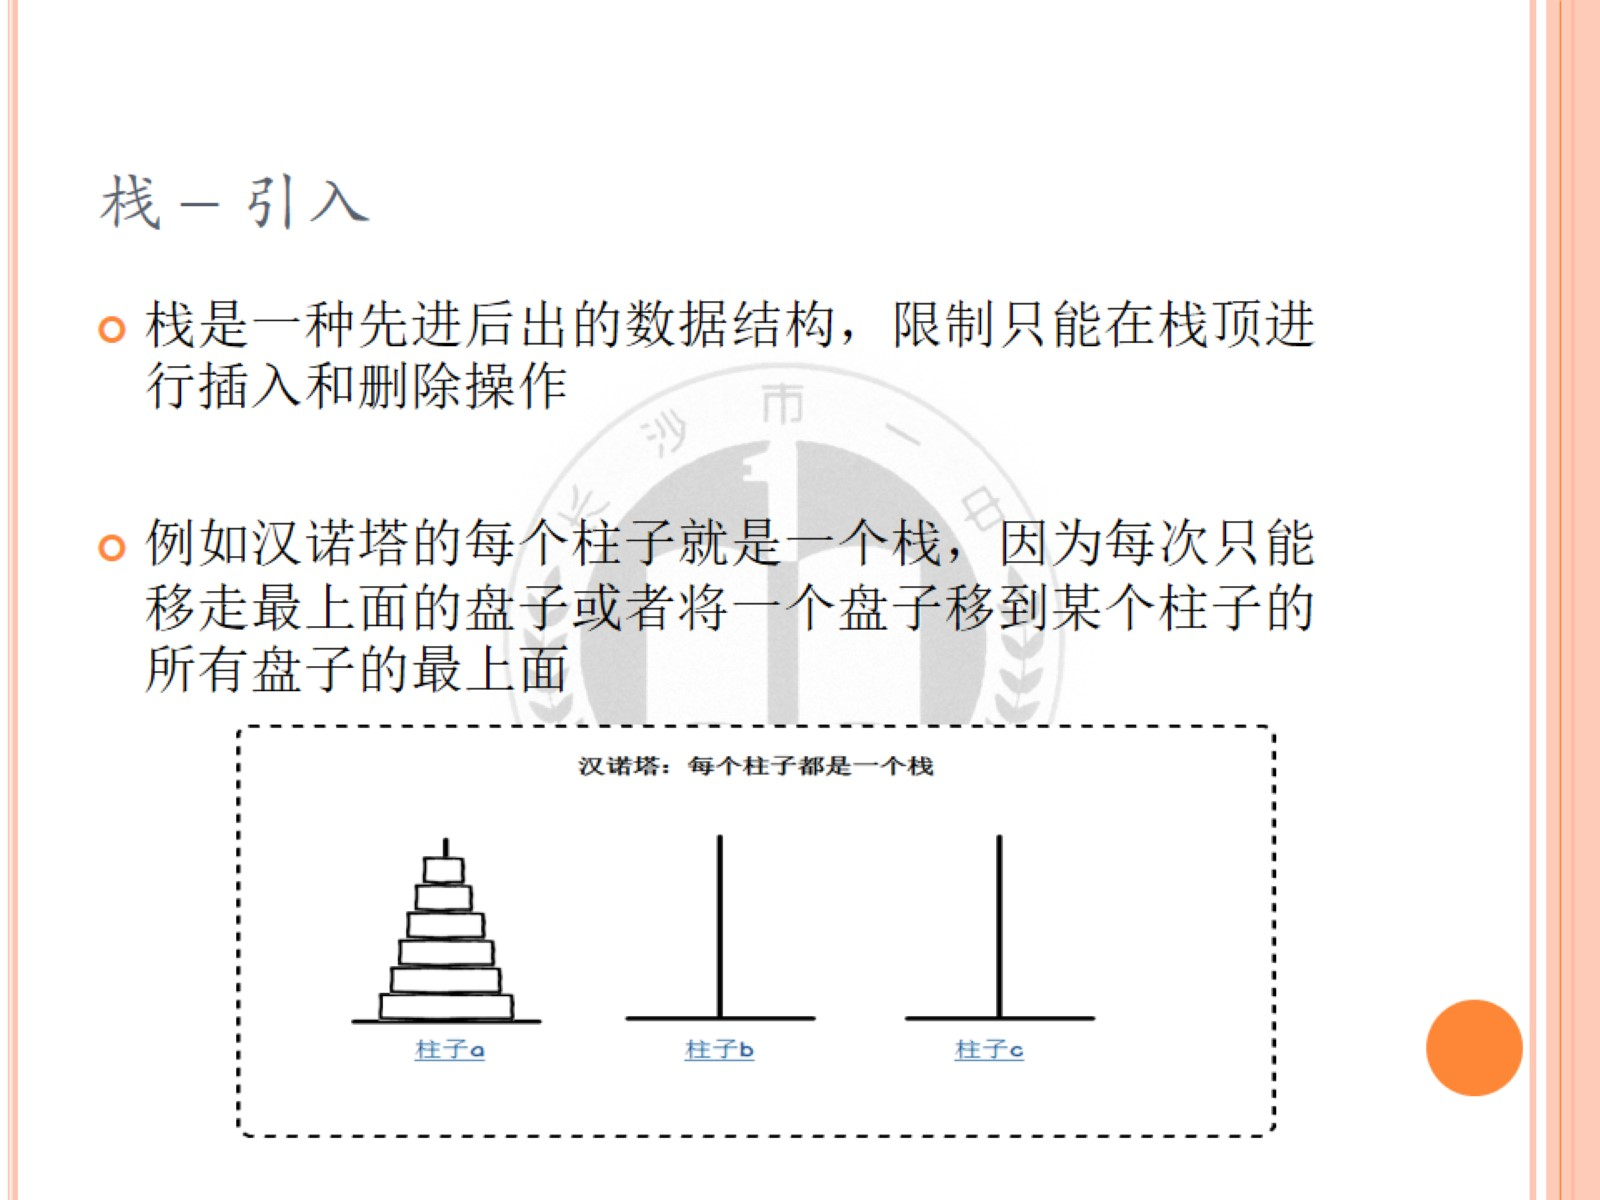 栈 – 引入
栈是一种先进后出的数据结构，限制只能在栈顶进
行插入和删除操作
长沙市一中
例如汉诺塔的每个柱子就是一个栈，因为每次只能
移走最上面的盘子或者将一个盘子移到某个柱子的
所有盘子的最上面
汉诺塔：每个柱子都是一个栈
柱子a
柱子b
柱子c